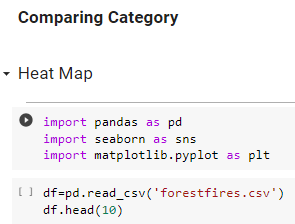 Comparing Category
Heat Map
import pandas as pd
import seaborn as sns
import matplotlib.pyplot as plt
[ ] df=pd.read_csv('forestfires.csv')
df.head(10)